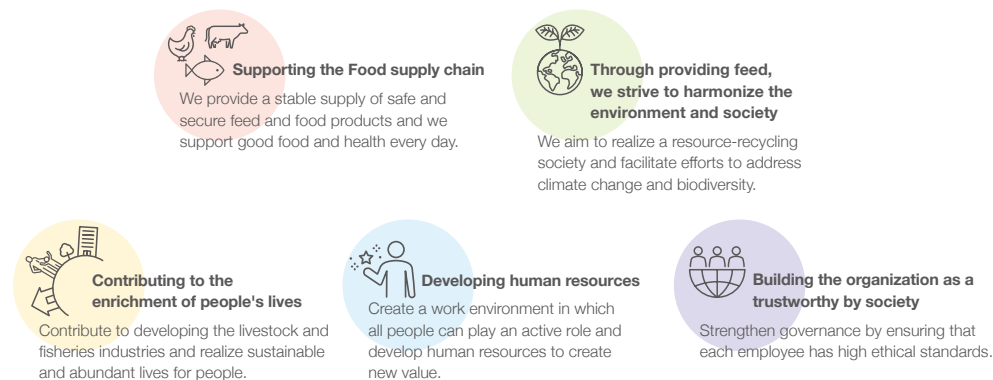 Supporting the Food supply chain
We provide a stable supply of safe and
secure feed and food products and we
support good food and health every day.
Through providing feed,
we strive to harmonize the
environment and society
We aim to realize a resource-recycling
society and facilitate efforts to address
climate change and biodiversity.
Contributing to the
enrichment of people's lives
Contribute to developing the livestock and
fisheries industries and realize sustainable
and abundant lives for people.
Developing human resources
Create a work environment in which
all people can play an active role and
develop human resources to create
new value.
Building the organization as a
trustworthy by society
Strengthen governance by ensuring that
each employee has high ethical standards.